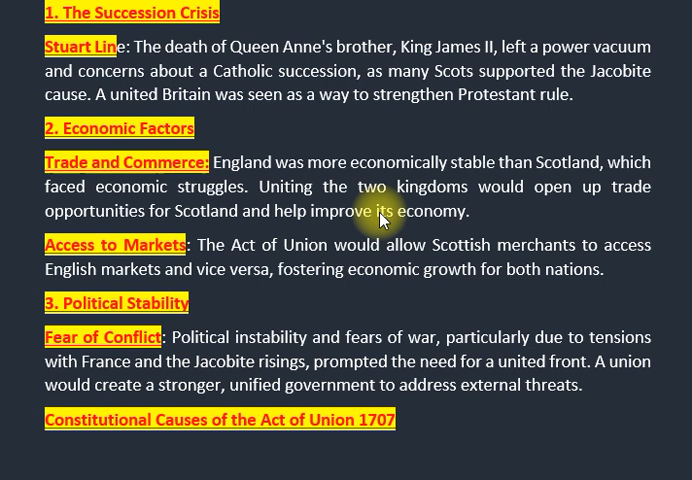 1. The Succession Crisis
Stuart Line: The death of Queen Anne's brother, King James II, left a power vacuum
and concerns about a Catholic succession, as many Scots supported the Jacobite
cause. A united Britain was seen as a way to strengthen Protestant rule.
2. Economic Factors
Trade and Commerce: England was more economically stable than Scotland, which
faced economic struggles. Uniting the two kingdoms would open up trade
opportunities for Scotland and help improve its economy.
Access to Markets: The Act of Union would allow Scottish merchants to access
English markets and vice versa, fostering economic growth for both nations.
3. Political Stability
Fear of Conflict: Political instability and fears of war, particularly due to tensions
with France and the Jacobite risings, prompted the need for a united front. A union
would create a stronger, unified government to address external threats.
Constitutional Causes of the Act of Union 1707